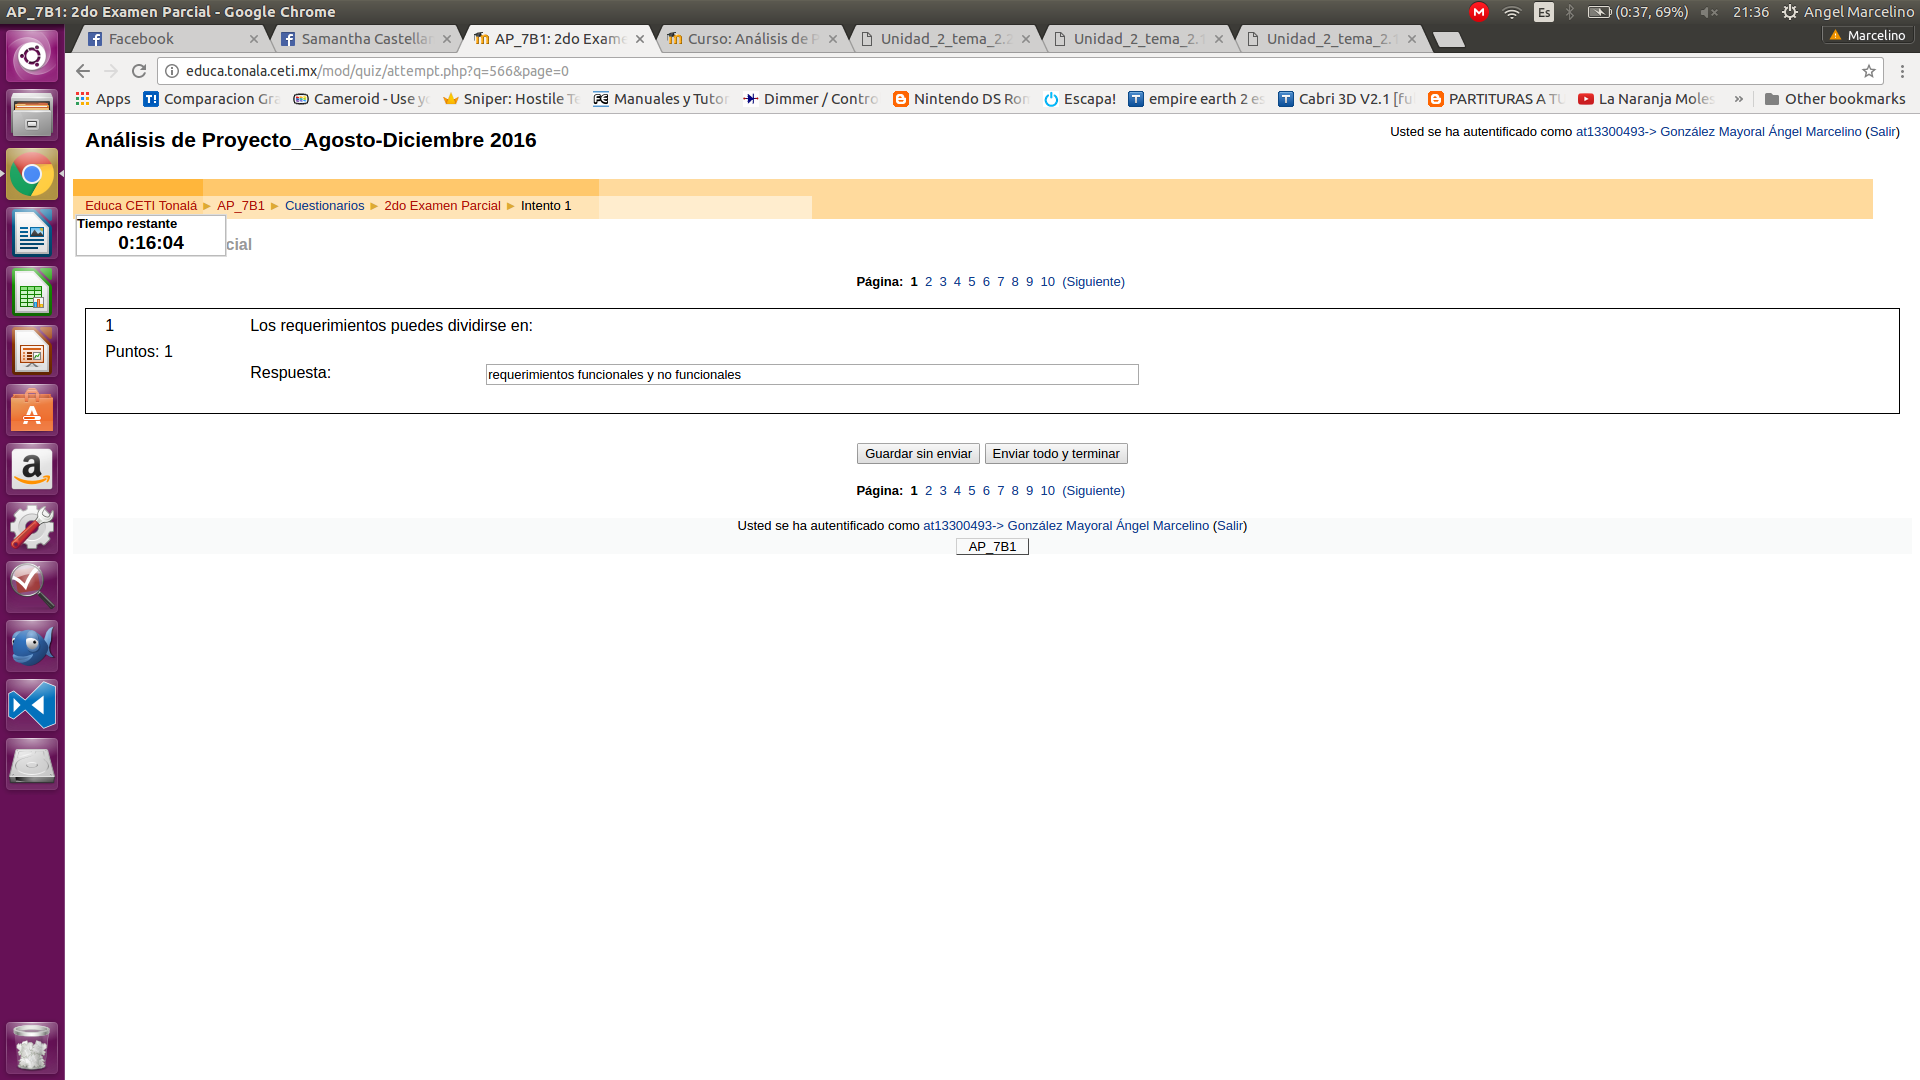 AP_7B1: 2do Examen Parcial - Google Chrome
Es
(0:37, 69%)
21:36
Angel Marcelino
Facebook
Samantha Castellar
AP_7B1: 2do Exame
Curso: Análisis de P
Unidad_2_tema_2.2
Unidad_2_tema_2.1
Unidad_2_tema_2.1
Marcelino
educa.tonala.ceti.mx/mod/quiz/attempt.php?q=566&page=0
Apps
Comparacion Gra
Cameroid - Use yo
Sniper: Hostile Te
Manuales y Tutor
Dimmer / Contro
Nintendo DS Rom
Escapa!
empire earth 2 es
Cabri 3D V2.1 [fu
PARTITURAS A TU
La Naranja Moles
»
Other bookmarks
Análisis de Proyecto_Agosto-Diciembre 2016
Usted se ha autentificado como at13300493-> González Mayoral Ángel Marcelino (Salir)
Educa CETI Tonalá ► AP_7B1 ► Cuestionarios ► 2do Examen Parcial ► Intento 1
Tiempo restante
0:16:04
cial
Página: 1 2 3 4 5 6 7 8 9 10 (Siguiente)
1
Los requerimientos puedes dividirse en:
Puntos: 1
Respuesta:
requerimientos funcionales y no funcionales
Guardar sin enviar
Enviar todo y terminar
Página: 1 2 3 4 5 6 7 8 9 10 (Siguiente)
Usted se ha autentificado como at13300493-> González Mayoral Ángel Marcelino (Salir)
AP_7B1